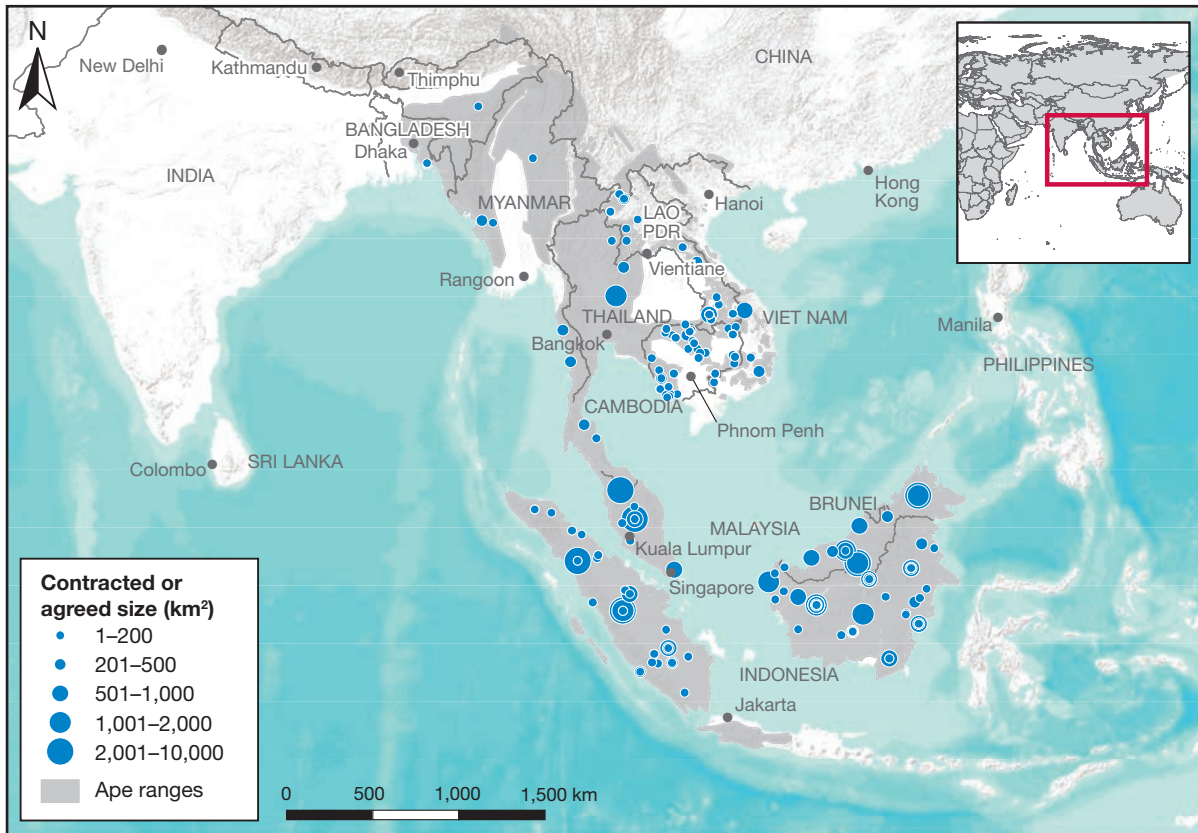 N
New Delhi
Kathmandu
Thimphu
CHINA
BANGLADESH
Dhaka
INDIA
MYANMAR
Hanoi
Hong
Kong
LAO
PDR
Vientiane
Rangoon
THAILAND
VIET NAM
Bangkok
Manila
PHILIPPINES
CAMBODIA
Phnom Penh
Colombo
SRI LANKA
BRUNEI
MALAYSIA
Kuala Lumpur
Singapore
INDONESIA
Jakarta
Contracted or
agreed size (km²)
1–200
201–500
501–1,000
1,001–2,000
2,001–10,000
Ape ranges
0 500 1,000 1,500 km